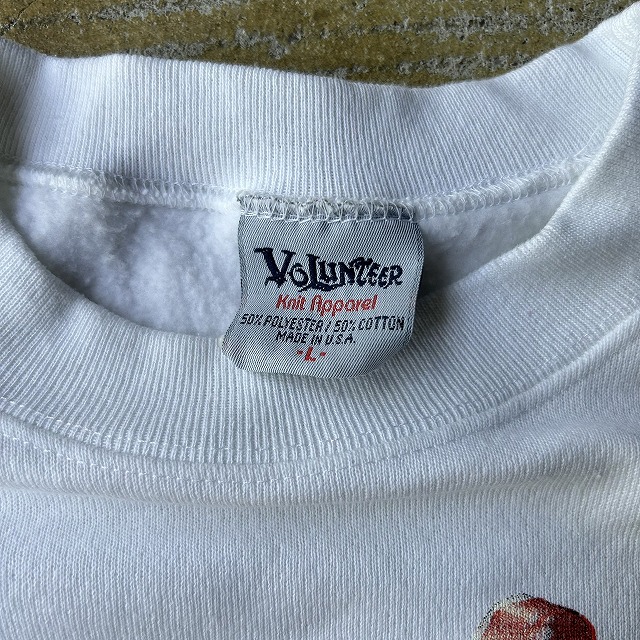 VOLUNTEER
Knit Apparel
50% POLYESTER / 50% COTTON
MADE IN U.S.A.
-L-